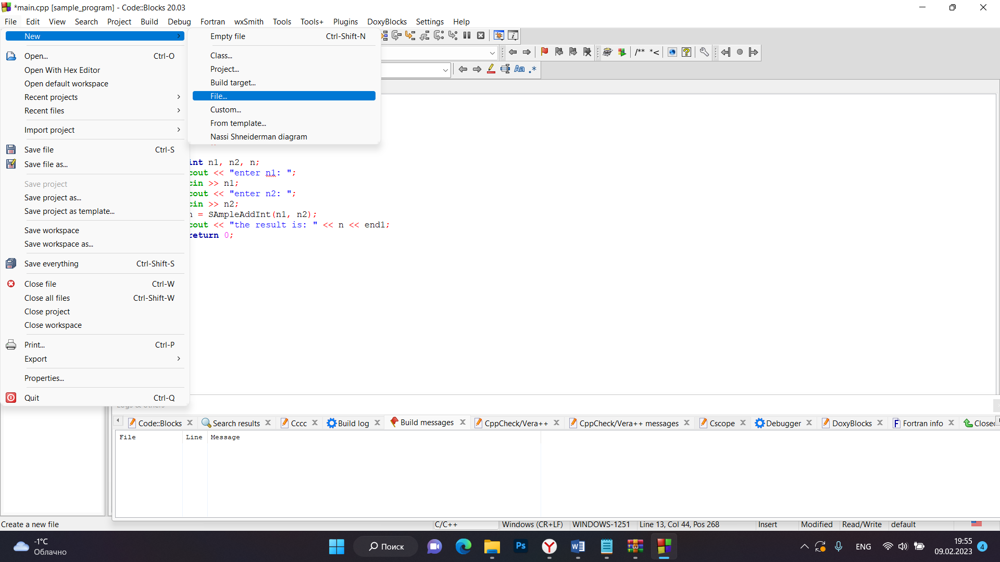 *main.cpp [sample_program] - Code::Blocks 20.03
File Edit View Search Project Build Debug Fortran wxSmith Tools Tools+ Plugins DoxyBlocks Settings Help
New
Open... Ctrl-O
Open With Hex Editor
Open default workspace
Recent projects
Recent files
Import project
Save file Ctrl-S
Save file as...
Save project
Save project as...
Save project as template...
Save workspace
Save workspace as...
Save everything Ctrl-Shift-S
Close file Ctrl-W
Close all files Ctrl-Shift-W
Close project
Close workspace
Print... Ctrl-P
Export
Properties...
Quit Ctrl-Q
Empty file Ctrl-Shift-N
Class...
Project...
Build target...
File...
Custom...
From template...
Nassi Shneiderman diagram
/** *<
Aa .*
int n1, n2, n;
cout << "enter n1: ";
cin >> n1;
cout << "enter n2: ";
cin >> n2;
n = SAmpleAddInt(n1, n2);
cout << "the result is: " << n << end1;
return 0;
Logs & others
Code::Blocks Search results Cccc Build log Build messages CppCheck/Vera++ CppCheck/Vera++ messages Cscope Debugger DoxyBlocks Fortran info Closed
File Line Message
Create a new file C/C++ Windows (CR+LF) WINDOWS-1251 Line 13, Col 44, Pos 268 Insert Modified Read/Write default
-1°C
Облачно
Поиск
Ps
ENG
19:55
09.02.2023
4